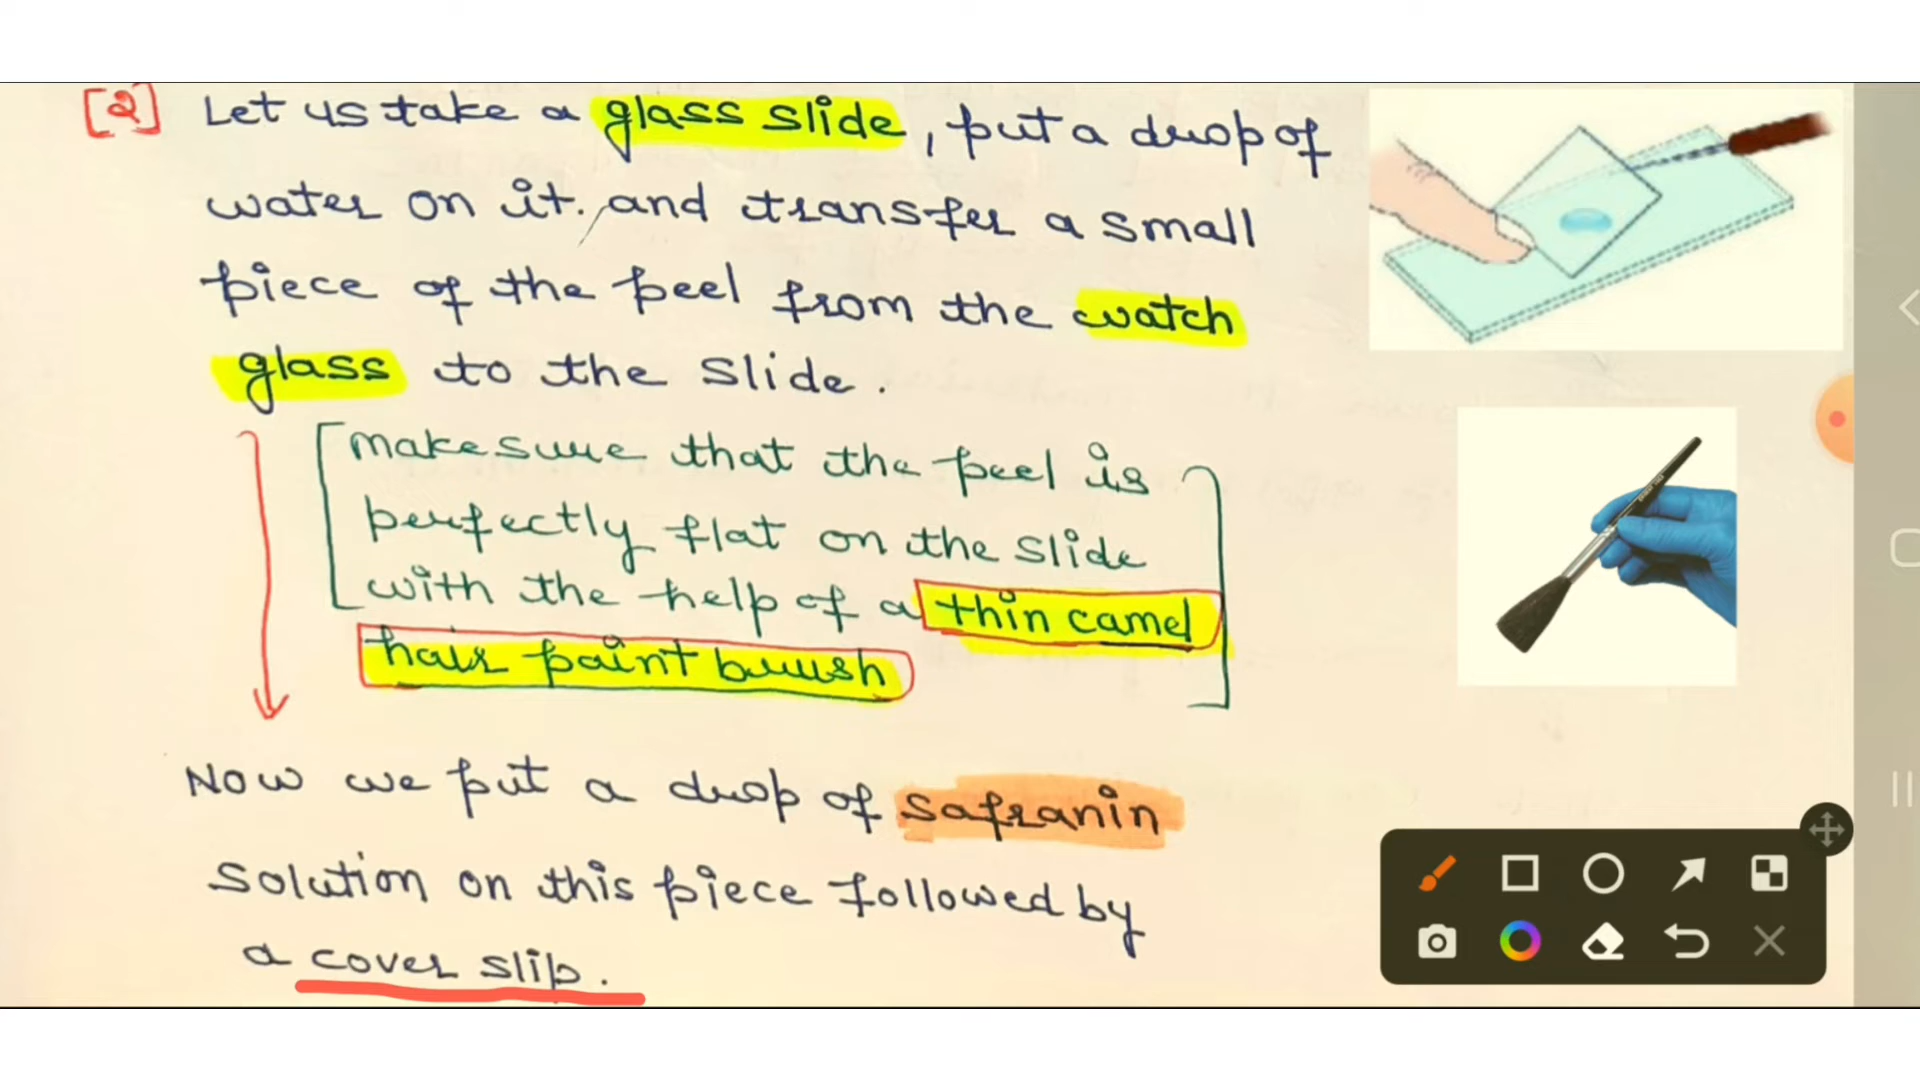 [2] Let us take a glass slide, put a drop of
water on it. and transfer a small
piece of the peel from the watch
glass to the slide.
[make sure that the peel is
perfectly flat on the slide
with the help of a thin camel
hair paint brush]
Now we put a drop of safranin
solution on this piece followed by
a cover slip.